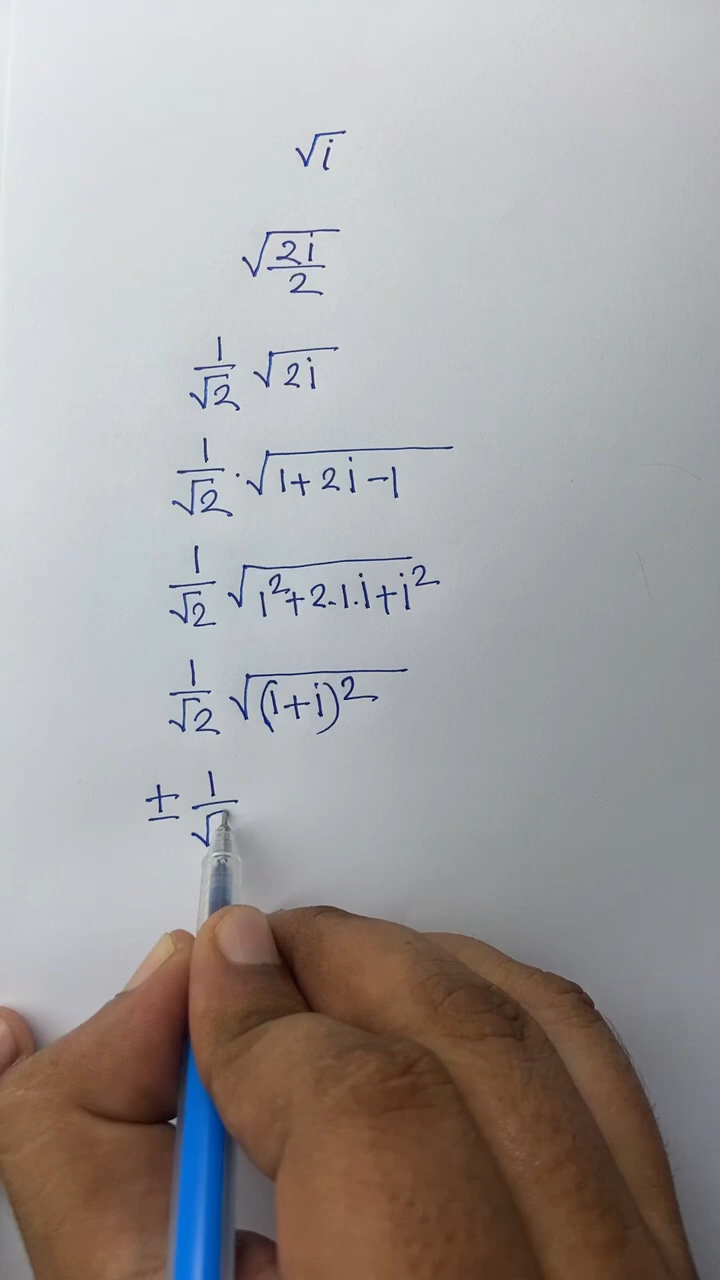 √i
√(2i/2)
1/√2 √2i
1/√2 · √(1+2i-1)
1/√2 √(1²+2·1·i+i²)
1/√2 √((1+i)²)
± 1/√